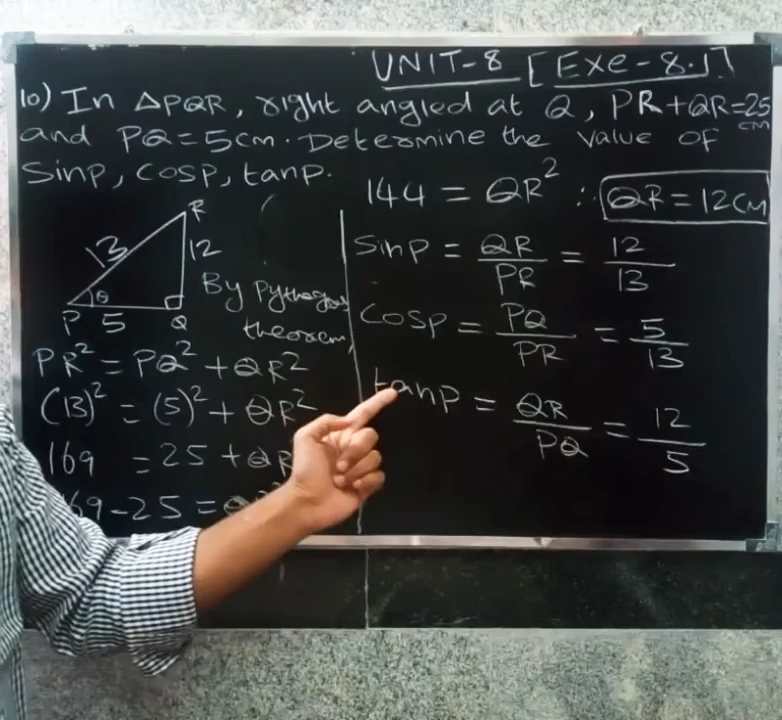 UNIT-8 [Exe-8.1]
10) In △PQR, right angled at Q, PR+QR=25 cm
and PQ=5cm. Determine the value of
Sinp, cosp, tanp.
R
13
12
θ
P 5 Q
By Pythagoras
theorem
PR² = PQ² + QR²
(13)² = (5)² + QR²
169 = 25 + QR
169-25 =
144 = QR² ∴ QR = 12cm
Sinp = QR/PR = 12/13
Cosp = PQ/PR = 5/13
tanp = QR/PQ = 12/5